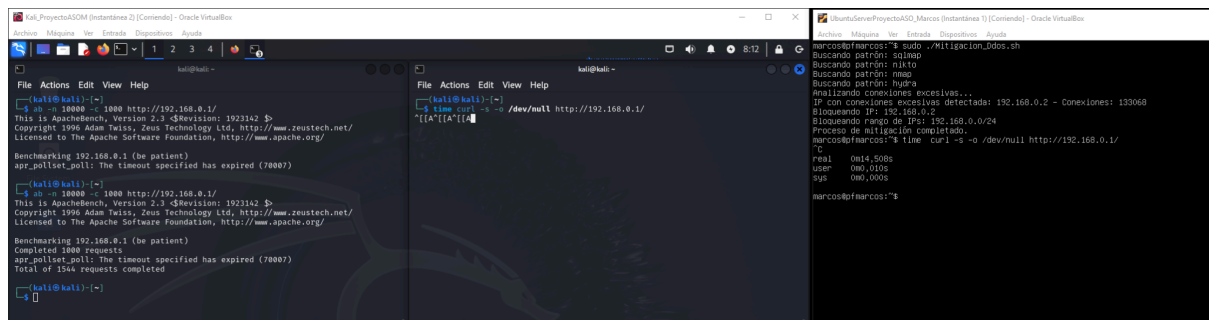 Kali_ProyectoASOM (Instantánea 2) [Corriendo] - Oracle VirtualBox
Archivo Máquina Ver Entrada Dispositivos Ayuda
1 2 3 4
8:12
kali@kali: ~
File Actions Edit View Help
┌──(kali㉿kali)-[~]
└─$ ab -n 10000 -c 1000 http://192.168.0.1/
This is ApacheBench, Version 2.3 <$Revision: 1923142 $>
Copyright 1996 Adam Twiss, Zeus Technology Ltd, http://www.zeustech.net/
Licensed to The Apache Software Foundation, http://www.apache.org/
Benchmarking 192.168.0.1 (be patient)
apr_pollset_poll: The timeout specified has expired (70007)
┌──(kali㉿kali)-[~]
└─$ ab -n 10000 -c 1000 http://192.168.0.1/
This is ApacheBench, Version 2.3 <$Revision: 1923142 $>
Copyright 1996 Adam Twiss, Zeus Technology Ltd, http://www.zeustech.net/
Licensed to The Apache Software Foundation, http://www.apache.org/
Benchmarking 192.168.0.1 (be patient)
Completed 1000 requests
apr_pollset_poll: The timeout specified has expired (70007)
Total of 1544 requests completed
┌──(kali㉿kali)-[~]
└─$
kali@kali: ~
File Actions Edit View Help
┌──(kali㉿kali)-[~]
└─$ time curl -s -o /dev/null http://192.168.0.1/
^[[A^[[A^[[A
UbuntuServerProyectoASO_Marcos (Instantánea 1) [Corriendo] - Oracle VirtualBox
Archivo Máquina Ver Entrada Dispositivos Ayuda
marcos@pfmarcos:~$ sudo ./Mitigacion_Ddos.sh
Buscando patrón: sqlmap
Buscando patrón: nikto
Buscando patrón: nmap
Buscando patrón: hydra
Analizando conexiones excesivas...
IP con conexiones excesivas detectada: 192.168.0.2 - Conexiones: 133068
Bloqueando IP: 192.168.0.2
Bloqueando rango de IPs: 192.168.0.0/24
Proceso de mitigación completado.
marcos@pfmarcos:~$ time  curl -s -o /dev/null http://192.168.0.1/
^C
real 0m14,508s
user 0m0,010s
sys 0m0,000s
marcos@pfmarcos:~$